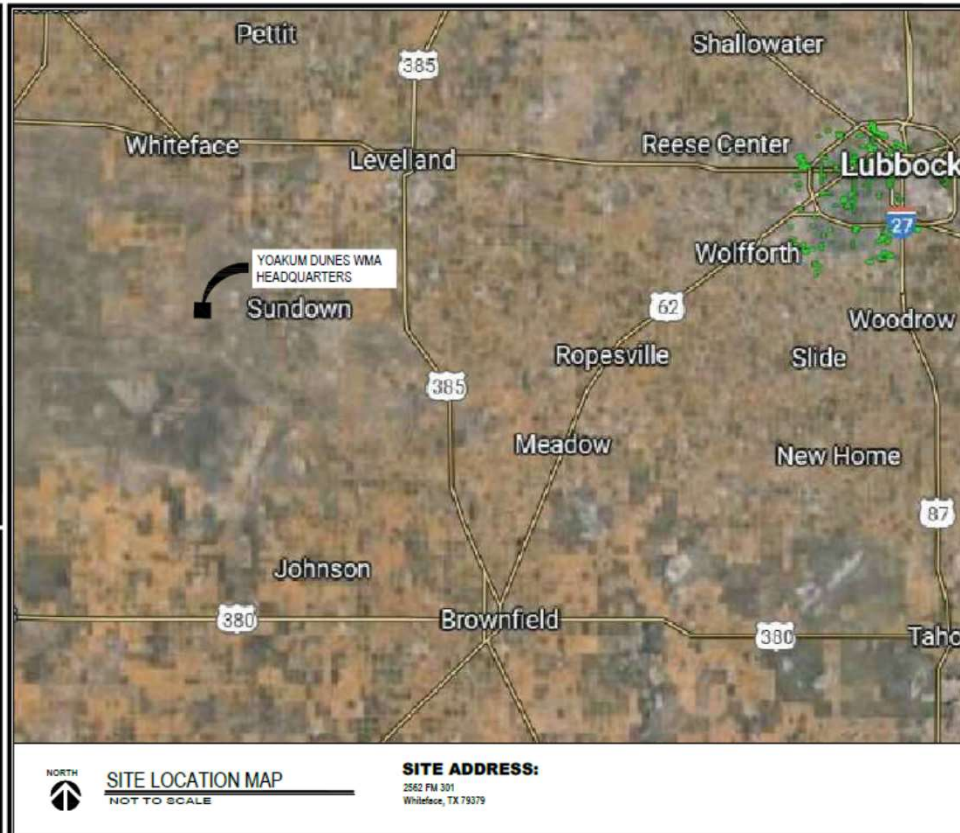 Pettit
Shallowater
385
Whiteface
Levelland
Reese Center
Lubbock
27
YOAKUM DUNES WMA
HEADQUARTERS
Wolfforth
Sundown
62
Woodrow
Ropesville
Slide
385
Meadow
New Home
87
Johnson
380
Brownfield
380
Taho
NORTH
SITE LOCATION MAP
NOT TO SCALE
SITE ADDRESS:
2562 FM 301
Whiteface, TX 79379